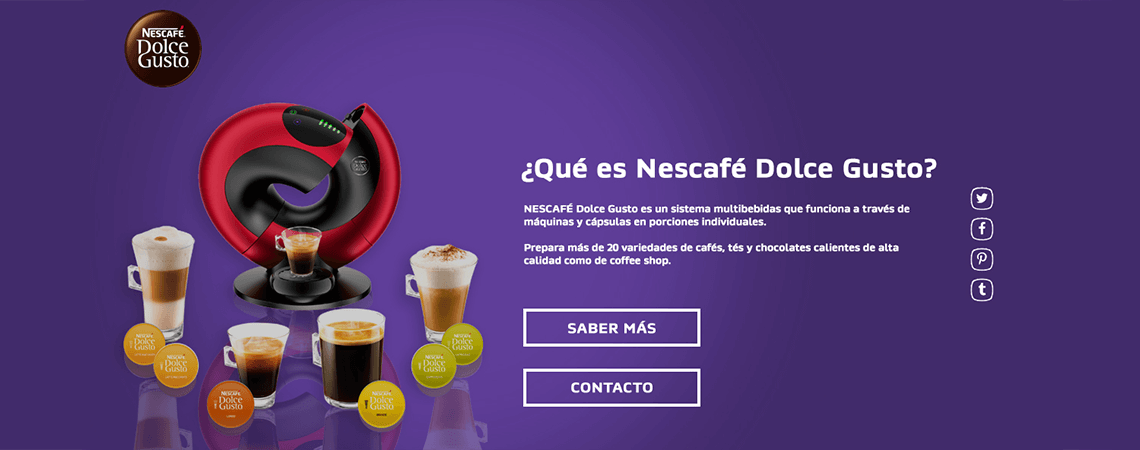 NESCAFÉ
Dolce
Gusto
¿Qué es Nescafé Dolce Gusto?
NESCAFÉ Dolce Gusto es un sistema multibebidas que funciona a través de
máquinas y cápsulas en porciones individuales.
Prepara más de 20 variedades de cafés, tés y chocolates calientes de alta
calidad como de coffee shop.
SABER MÁS
CONTACTO
NESCAFÉ
DOLCE
GUSTO
NESCAFÉ
DOLCE
GUSTO
NESCAFÉ
DOLCE
GUSTO
NESCAFÉ
DOLCE
GUSTO
NESCAFÉ
DOLCE
GUSTO
NESCAFÉ
DOLCE
GUSTO